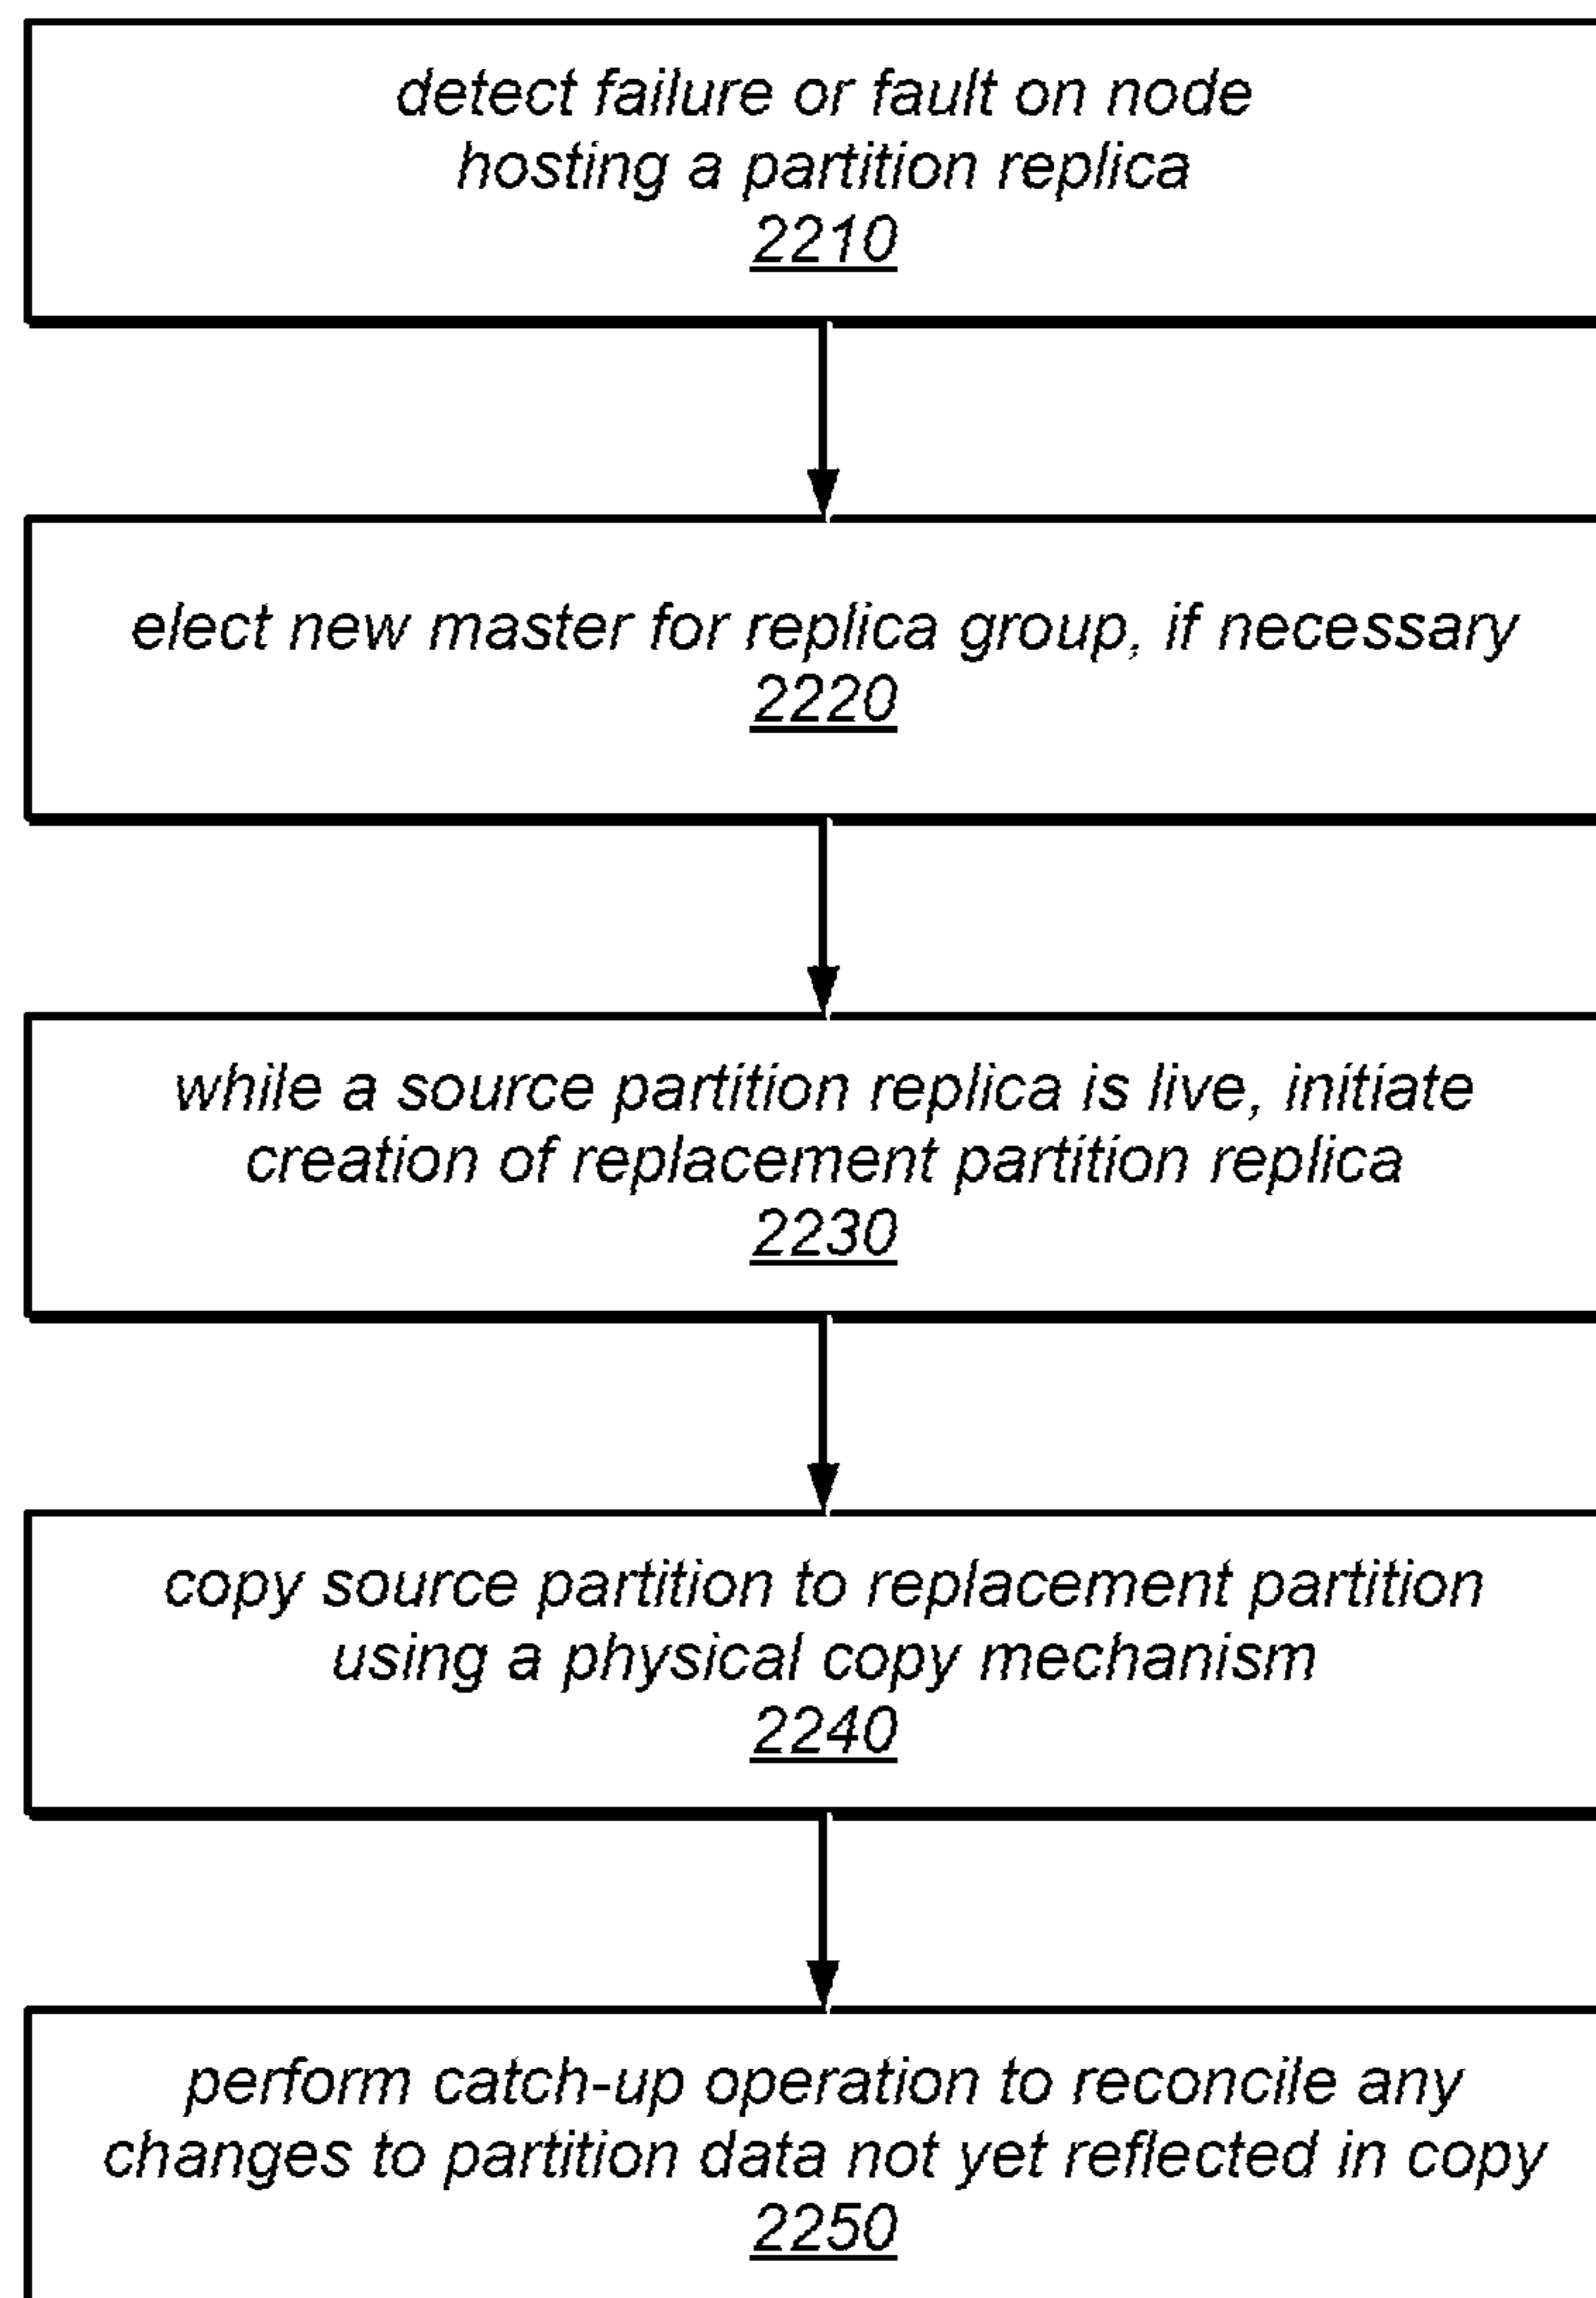 detect failure or fault on node
hosting a partition replica
2210
elect new master for replica group, if necessary
2220
while a source partition replica is live, initiate
creation of replacement partition replica
2230
copy source partition to replacement partition
using a physical copy mechanism
2240
perform catch-up operation to reconcile any
changes to partition data not yet reflected in copy
2250